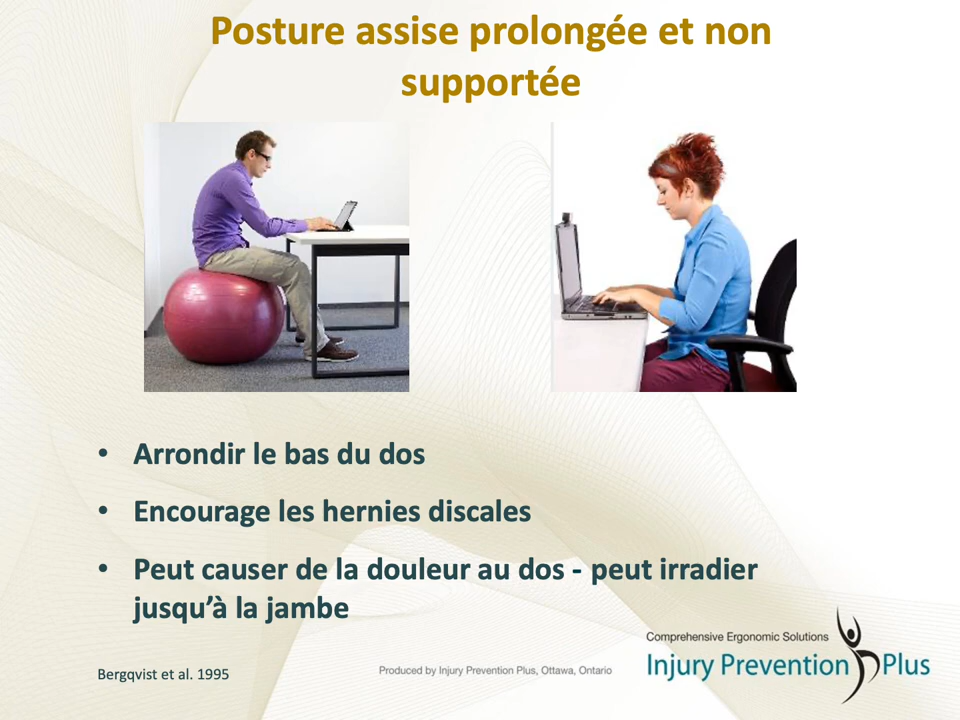 Posture assise prolongée et non
supportée
• Arrondir le bas du dos
• Encourage les hernies discales
• Peut causer de la douleur au dos - peut irradier
jusqu’à la jambe
Bergqvist et al. 1995
Produced by Injury Prevention Plus, Ottawa, Ontario
Comprehensive Ergonomic Solutions
Injury Prevention Plus